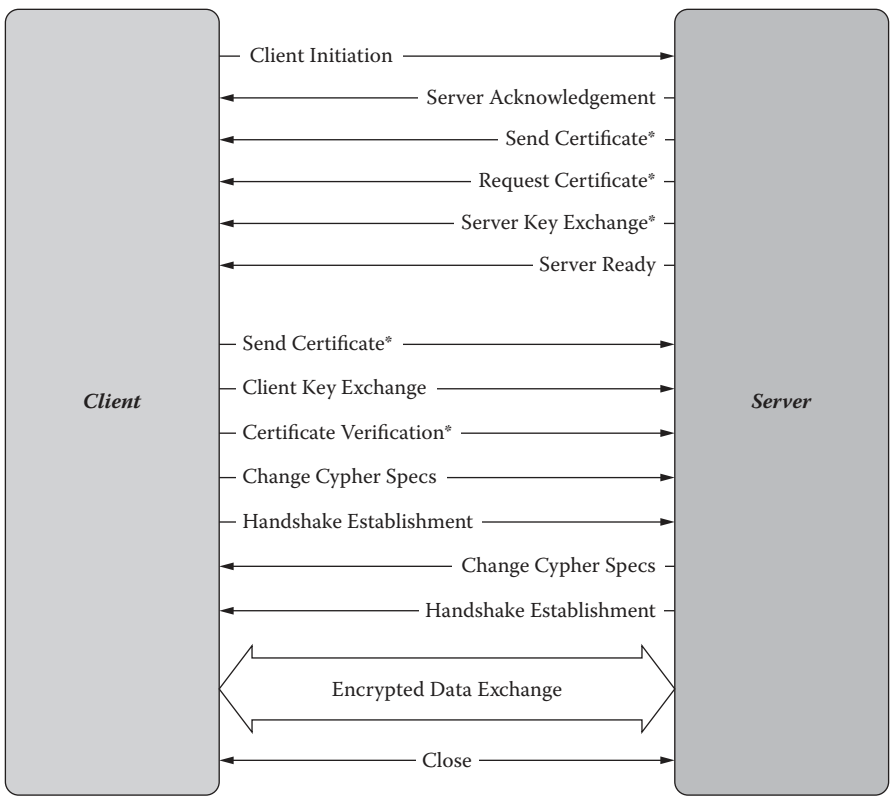 Client Initiation
Server Acknowledgement
Send Certificate*
Request Certificate*
Server Key Exchange*
Server Ready
Send Certificate*
Client Key Exchange
Client
Server
Certificate Verification*
Change Cypher Specs
Handshake Establishment
Change Cypher Specs
Handshake Establishment
Encrypted Data Exchange
Close